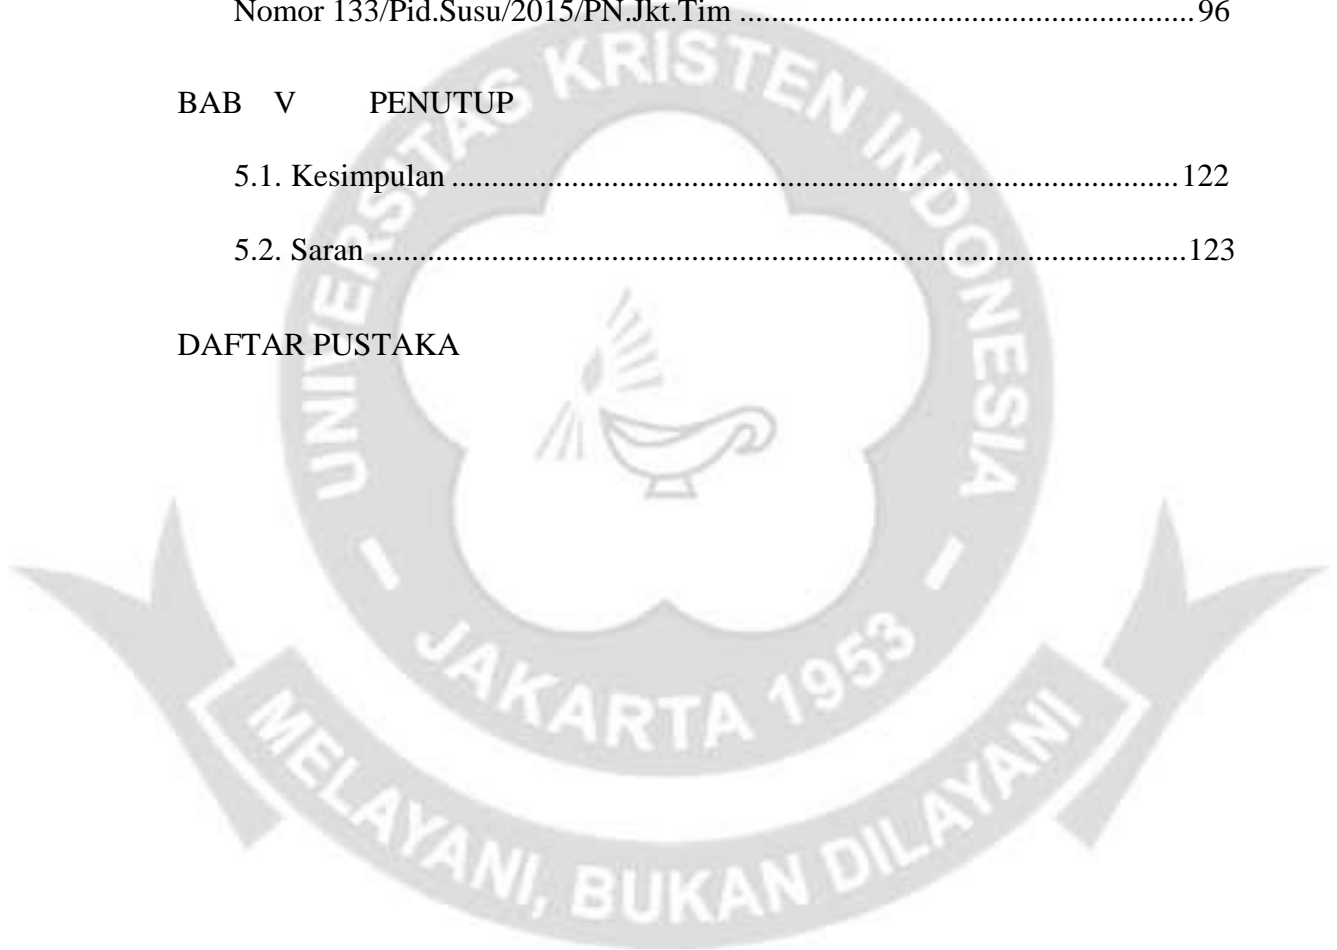 Nomor 133/Pid.Susu/2015/PN.Jkt.Tim .........................................................96
BAB V PENUTUP
5.1. Kesimpulan ...........................................................................................122
5.2. Saran ......................................................................................................123
DAFTAR PUSTAKA
UNIVERSITAS KRISTEN INDONESIA
- JAKARTA 1953 -
MELAYANI, BUKAN DILAYANI